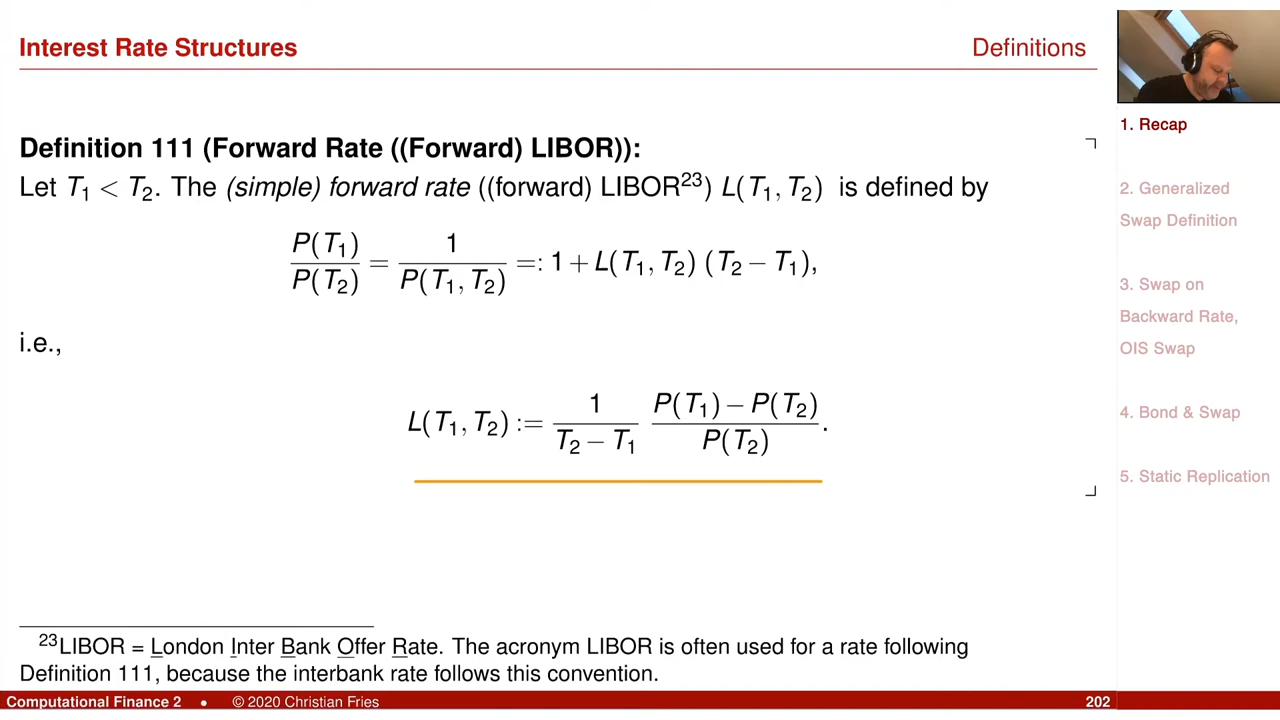 Interest Rate Structures
Definitions
Definition 111 (Forward Rate ((Forward) LIBOR)):
Let T₁ < T₂. The (simple) forward rate ((forward) LIBOR²³) L(T₁, T₂) is defined by
P(T₁)/P(T₂) = 1/P(T₁, T₂) =: 1 + L(T₁, T₂) (T₂ − T₁),
i.e.,
L(T₁, T₂) := 1/(T₂ − T₁) (P(T₁) − P(T₂))/P(T₂).
²³LIBOR = London Inter Bank Offer Rate. The acronym LIBOR is often used for a rate following
Definition 111, because the interbank rate follows this convention.
Computational Finance 2 • © 2020 Christian Fries 202
1. Recap
2. Generalized
Swap Definition
3. Swap on
Backward Rate,
OIS Swap
4. Bond & Swap
5. Static Replication